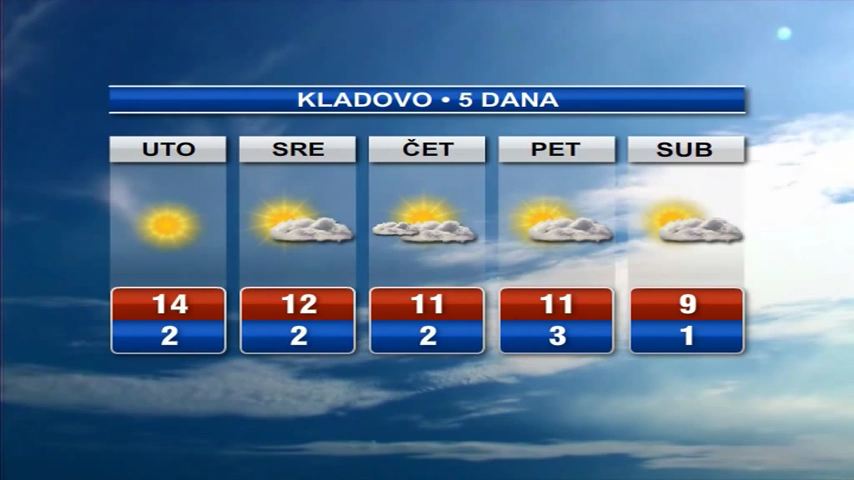 KLADOVO • 5 DANA
UTO SRE ČET PET SUB
14 12 11 11 9
2 2 2 3 1